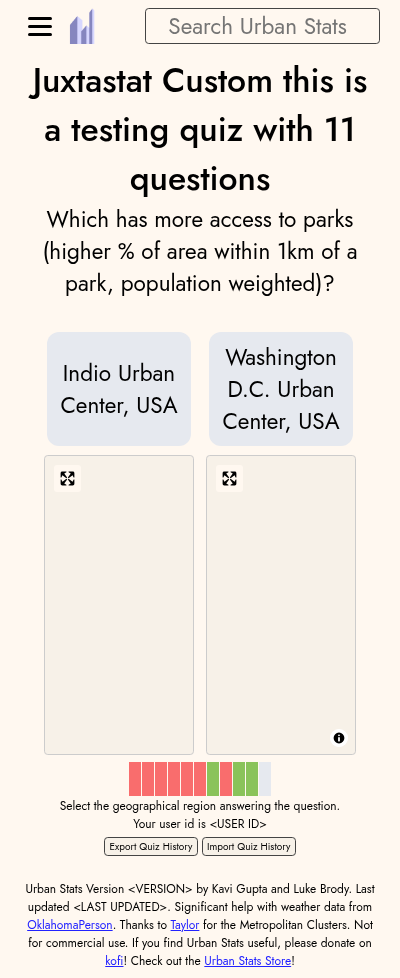 Search Urban Stats
Juxtastat Custom this is
a testing quiz with 11
questions
Which has more access to parks
(higher % of area within 1km of a
park, population weighted)?
Indio Urban
Center, USA
Washington
D.C. Urban
Center, USA
Select the geographical region answering the question.
Your user id is <USER ID>
Export Quiz History
Import Quiz History
Urban Stats Version <VERSION> by Kavi Gupta and Luke Brody. Last
updated <LAST UPDATED>. Significant help with weather data from
OklahomaPerson. Thanks to Taylor for the Metropolitan Clusters. Not
for commercial use. If you find Urban Stats useful, please donate on
kofi! Check out the Urban Stats Store!